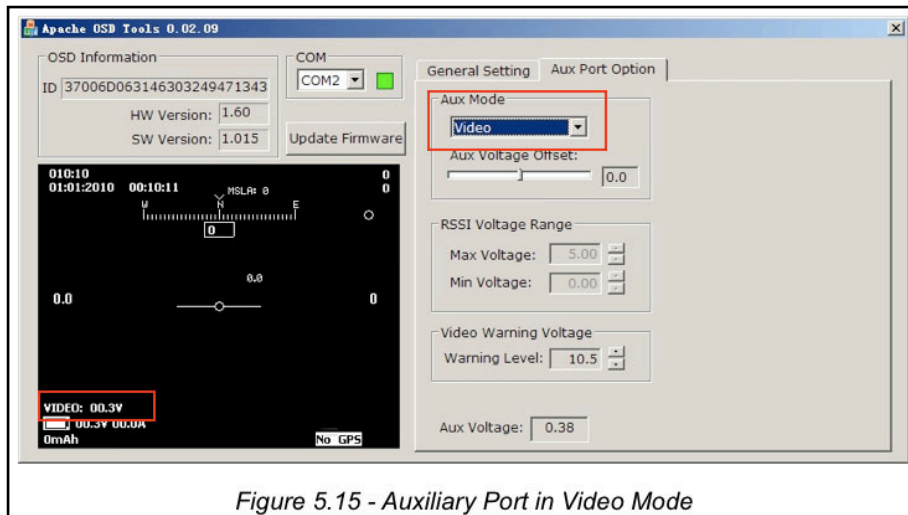 Apache OSD Tools 0.02.09
OSD Information
ID 37006D063146303249471343
HW Version: 1.60
SW Version: 1.015
COM
COM2
Update Firmware
General Setting Aux Port Option
Aux Mode
Video
Aux Voltage Offset:
0.0
RSSI Voltage Range
Max Voltage: 5.00
Min Voltage: 0.00
Video Warning Voltage
Warning Level: 10.5
Aux Voltage: 0.38
010:10 0
01:01:2010 00:10:11 MSLA: 0 0
W N E
0
0.0
0.0 0
VIDEO: 00.3V
00.3V 00.0A
0mAh No GPS
Figure 5.15 - Auxiliary Port in Video Mode